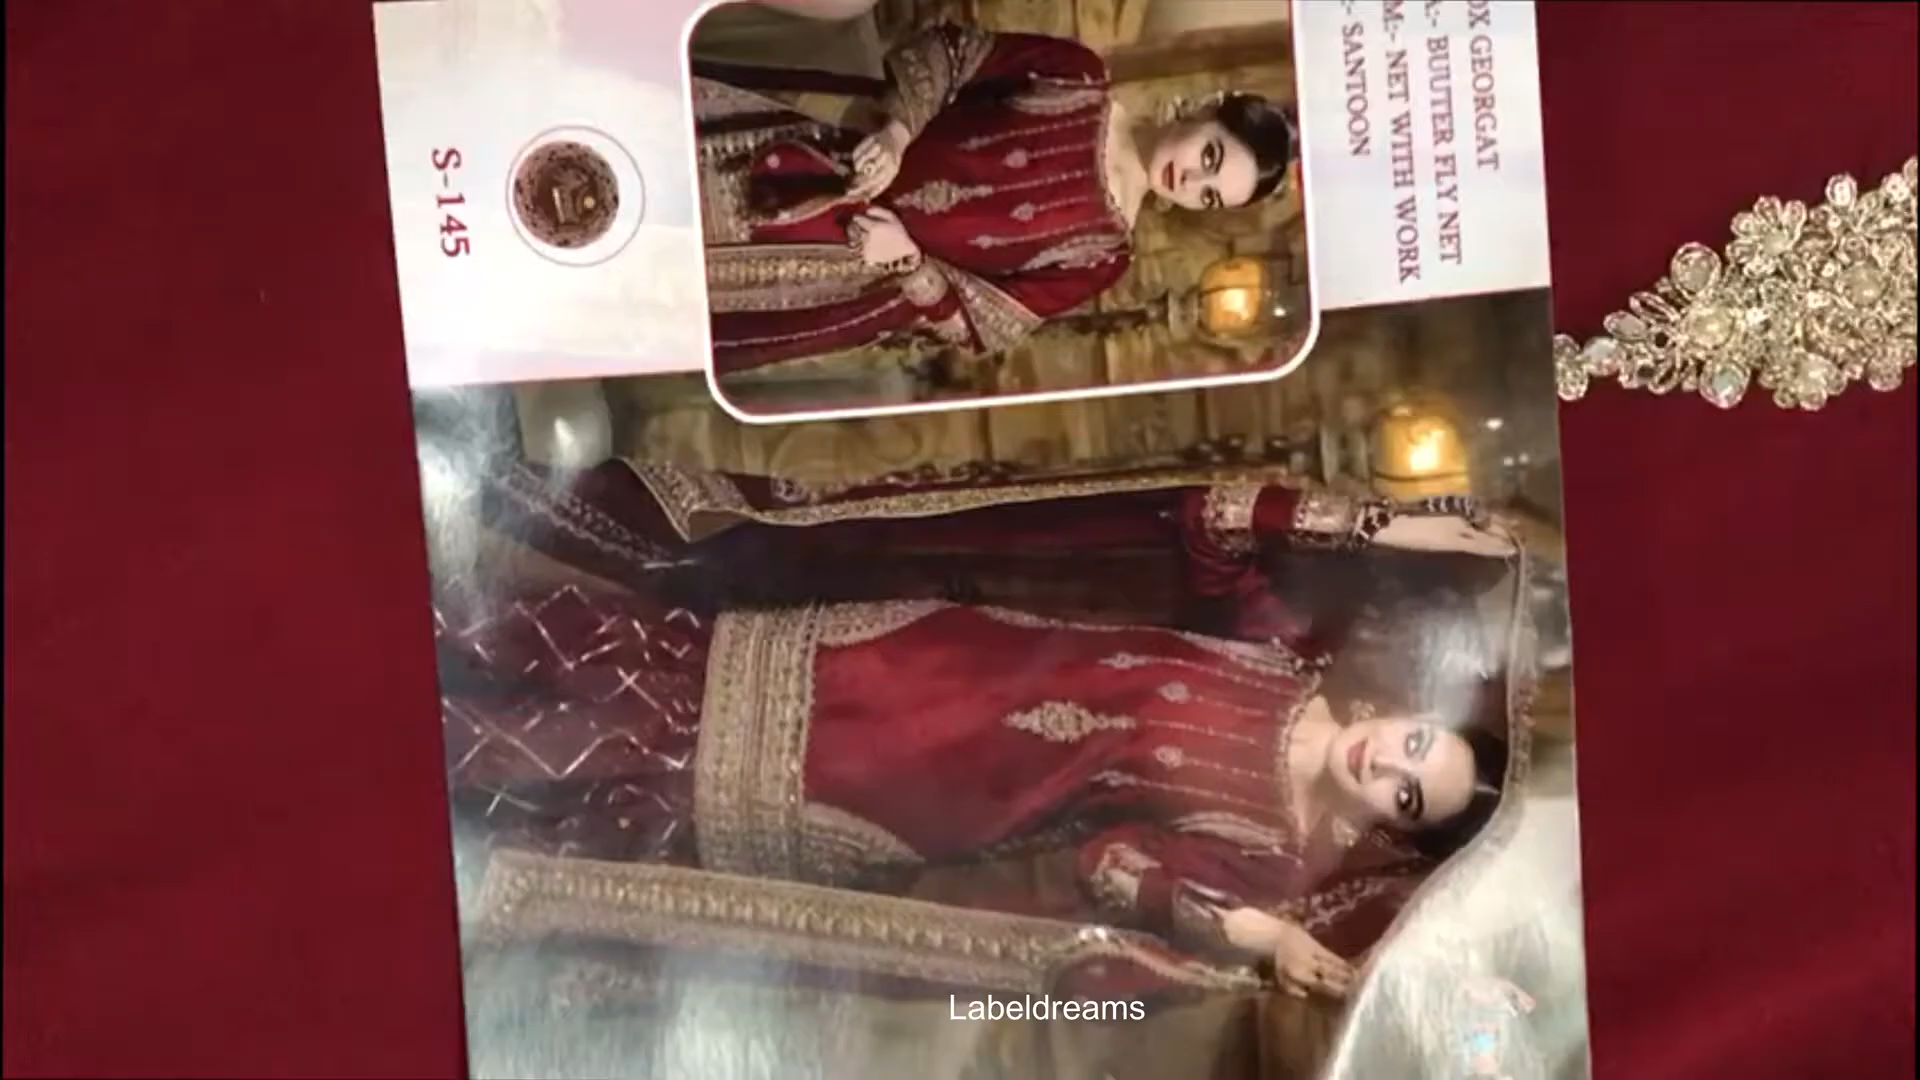 OX GEORGAT
A:- BUUTER FLY NET
M:- NET WITH WORK
:- SANTOON
S-145
Labeldreams